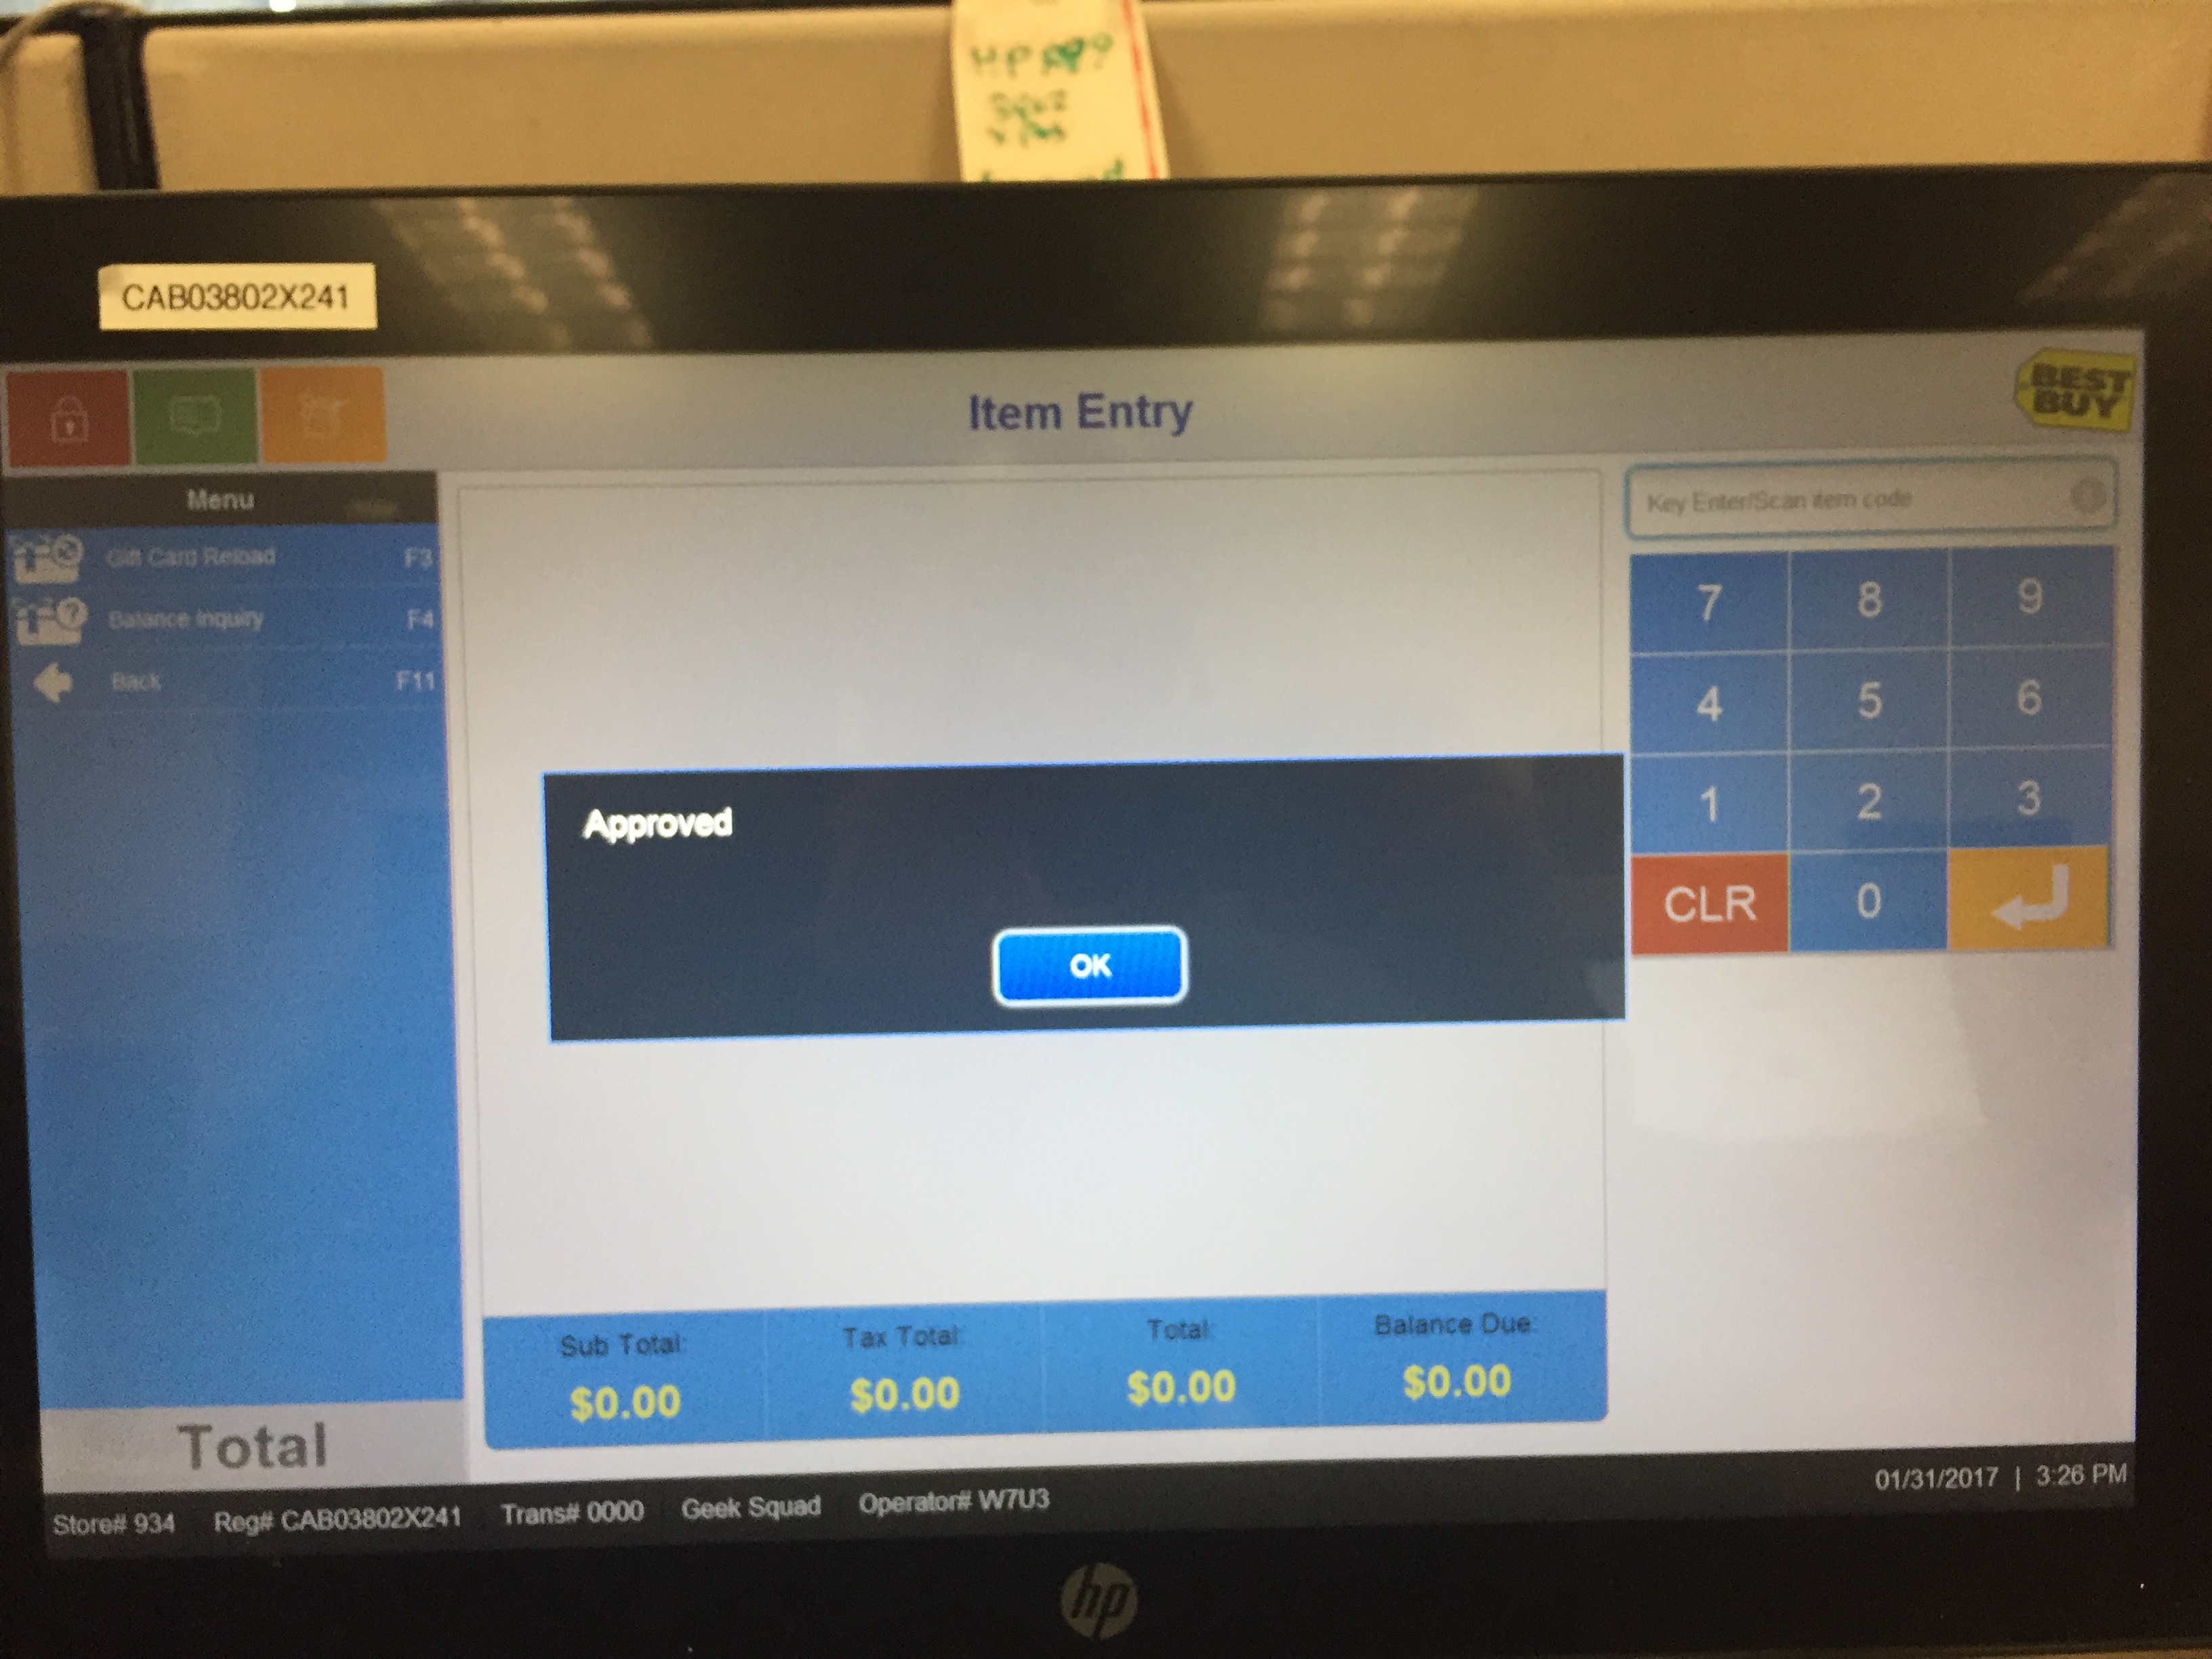 HP
CAB03802X241
Item Entry
BEST
BUY
Menu
Gift Card Reload F3
Balance Inquiry F4
Back F11
Key Enter/Scan item code
7 8 9
4 5 6
1 2 3
CLR 0
Approved
OK
Sub Total: Tax Total: Total: Balance Due:
$0.00 $0.00 $0.00 $0.00
Total
Store# 934 Reg# CAB03802X241 Trans# 0000 Geek Squad Operator# W7U3 01/31/2017 | 3:26 PM
hp